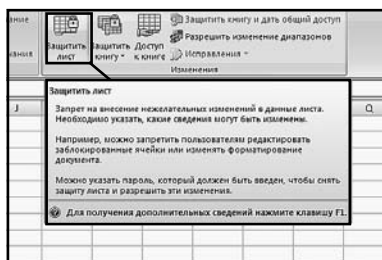 ание
Защитить лист
Защитить книгу
Доступ к книге
Защитить книгу и дать общий доступ
Разрешить изменение диапазонов
Исправления
Изменения
J
Q
Защитить лист
Запрет на внесение нежелательных изменений в данные листа.
Необходимо указать, какие сведения могут быть изменены.
Например, можно запретить пользователям редактировать
заблокированные ячейки или изменять форматирование
документа.
Можно указать пароль, который должен быть введен, чтобы снять
защиту листа и разрешить эти изменения.
Для получения дополнительных сведений нажмите клавишу F1.